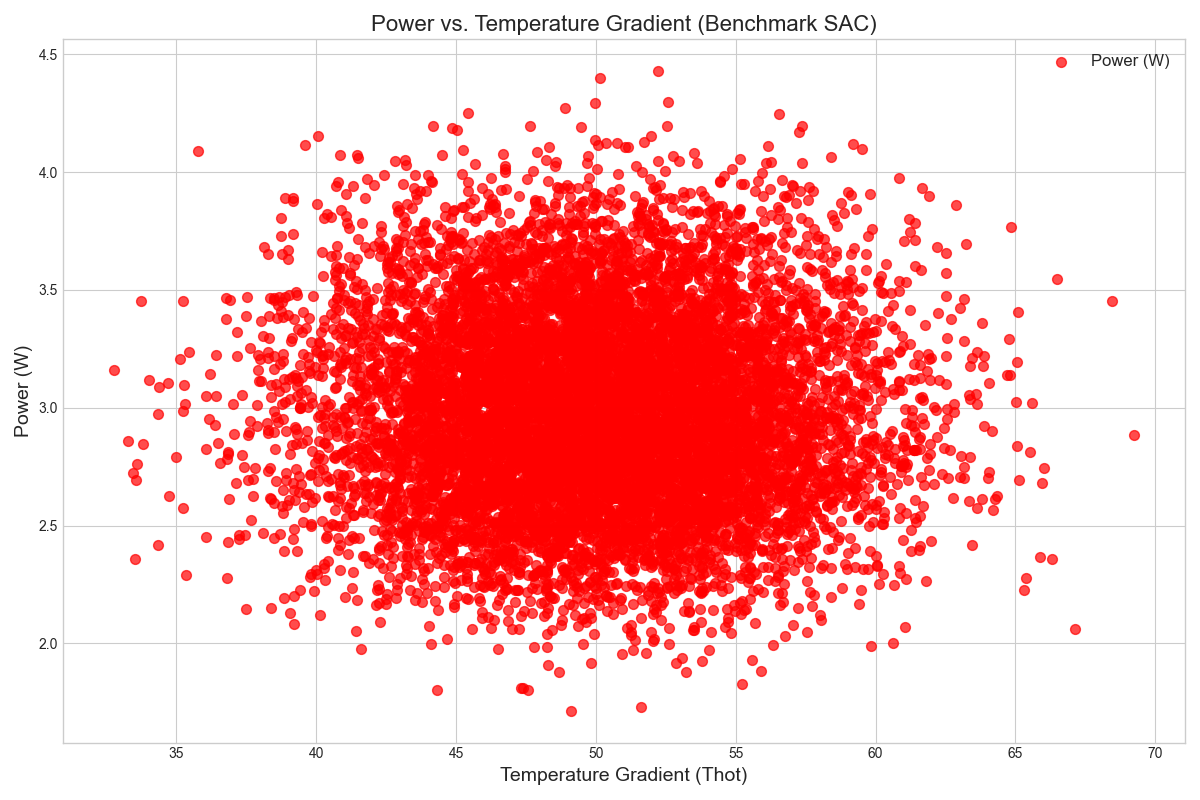 Power vs. Temperature Gradient (Benchmark SAC)
Power (W)
4.5
4.0
3.5
3.0
2.5
2.0
Power (W)
35 40 45 50 55 60 65 70
Temperature Gradient (Thot)